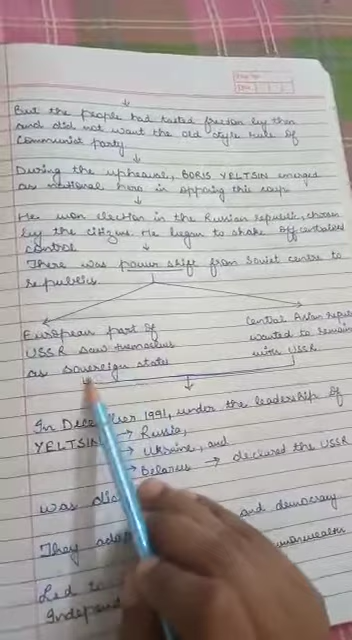 But the people had tasted freedom by then
and did not want the old style rule of
Communist party
During the upheaval, BORIS YELTSIN emerged
as national hero in opposing this coup
He won election in the Russian republic, chosen
by the citizens. He began to shake off centralised
control
There was power shift from Soviet centre to
republics
European part of
USSR saw themselves
as sovereign states
Central Asian repu
wanted to remain
with USSR
In December 1991, under the leadership of
YELTSIN → Russia,
→ Ukraine, and
→ Belarus → declared the USSR
was
They and democracy
Led to
Independ